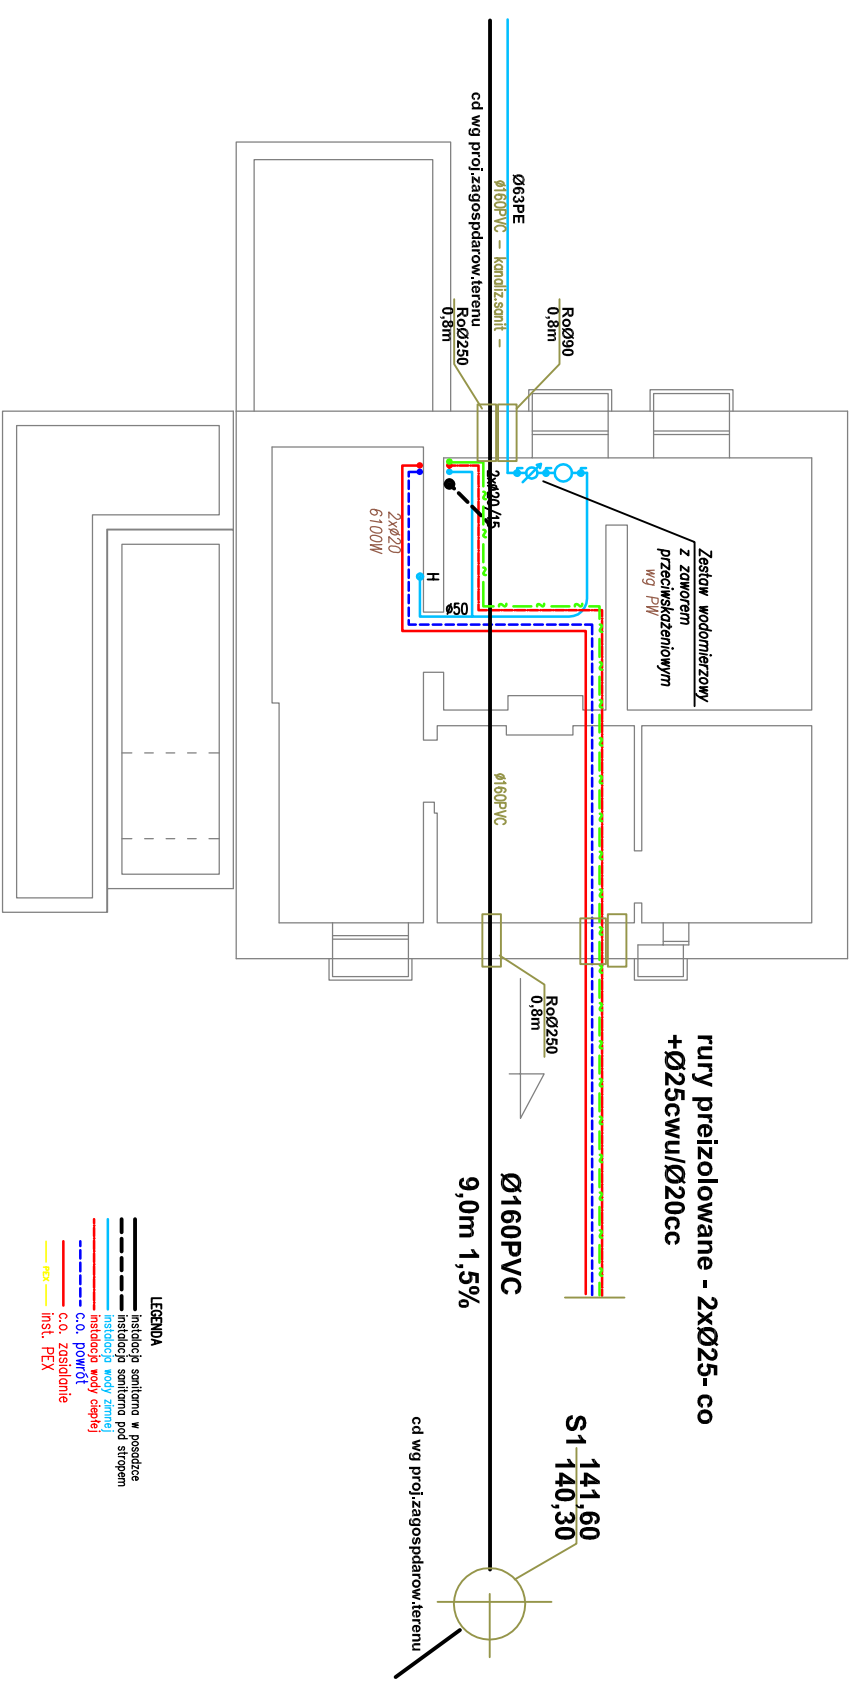 cd wg proj.zagospdarow.terenu
Ø63PE
ø160PVC - kanaliz.sanit -
RoØ250
0,8m
RoØ90
0,8m
2xø20/15
2xø20
6100W
H
ø50
Zestaw wodomierzowy
z zaworem
przeciwskażeniowym
wg PW
ø160PVC
RoØ250
0,8m
rury preizolowane - 2xØ25- co
+Ø25cwu/Ø20cc
Ø160PVC
9,0m 1,5%
S1 141,60
140,30
cd wg proj.zagospdarow.terenu
LEGENDA
instalacja sanitarna w posadzce
instalacja sanitarna pod stropem
instalacja wody zimnej
instalacja wody ciepłej
c.o. powrót
c.o. zasialanie
PEX inst. PEX